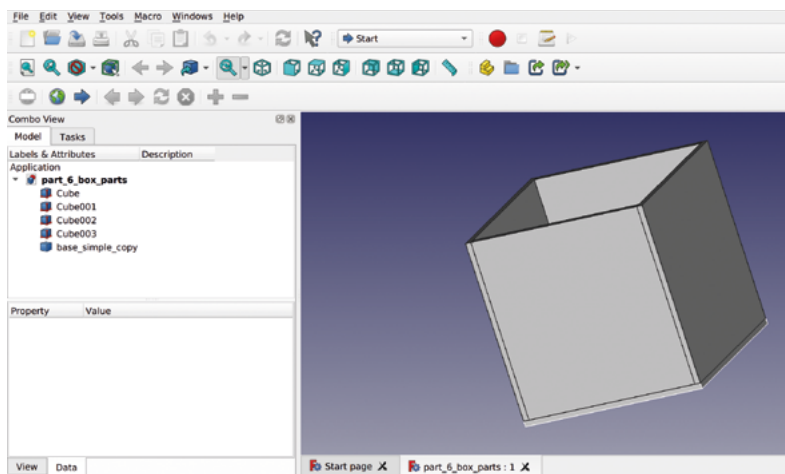 File Edit View Tools Macro Windows Help
Start
Combo View
Model Tasks
Labels & Attributes Description
Application
part_6_box_parts
Cube
Cube001
Cube002
Cube003
base_simple_copy
Property Value
View Data
Start page part_6_box_parts : 1